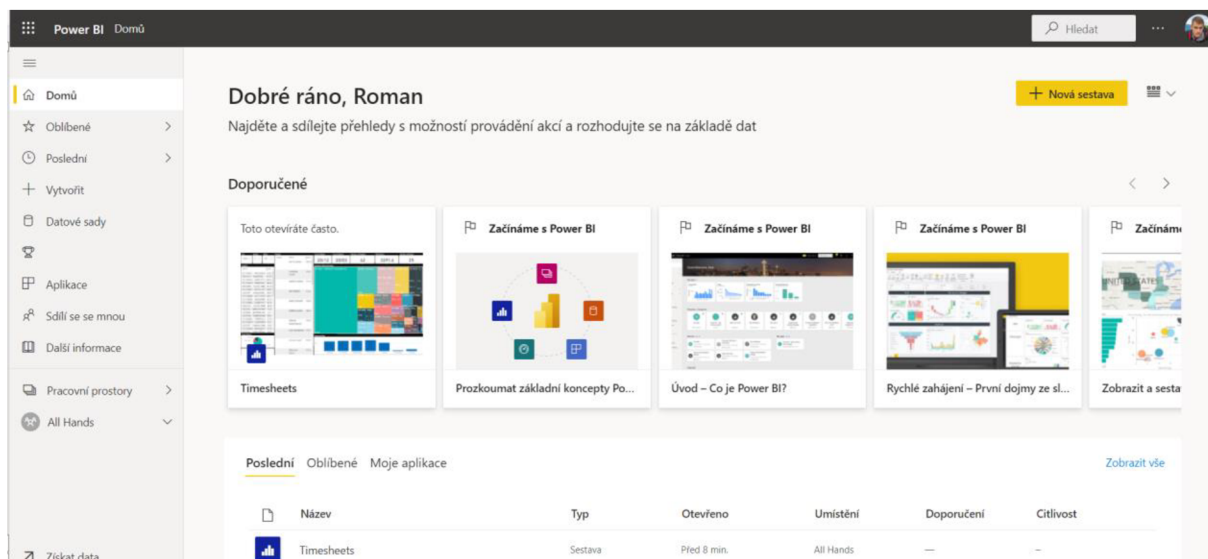 Power BI Domů
Hledat
Domů
Oblíbené
Poslední
Vytvořit
Datové sady
Aplikace
Sdílí se se mnou
Další informace
Pracovní prostory
All Hands
Získat data
Dobré ráno, Roman
Nová sestava
Najděte a sdílejte přehledy s možností provádění akcí a rozhodujte se na základě dat
Doporučené
Toto otevíráte často.
Timesheets
Začínáme s Power BI
Prozkoumat základní koncepty Po...
Začínáme s Power BI
Úvod – Co je Power BI?
Začínáme s Power BI
Rychlé zahájení – První dojmy ze sl...
Začínáme
Zobrazit a sesta
Poslední Oblíbené Moje aplikace
Zobrazit vše
Název Typ Otevřeno Umístění Doporučení Citlivost
Timesheets Sestava Před 8 min. All Hands — –